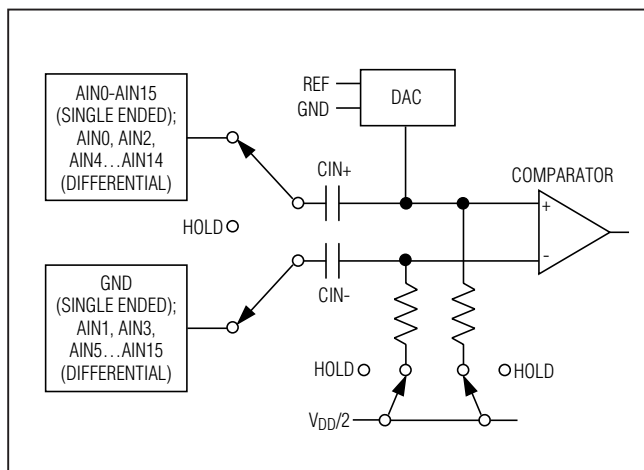 AIN0-AIN15
(SINGLE ENDED);
AIN0, AIN2,
AIN4…AIN14
(DIFFERENTIAL)
REF
GND
DAC
CIN+
COMPARATOR
+
-
HOLD
GND
(SINGLE ENDED);
AIN1, AIN3,
AIN5…AIN15
(DIFFERENTIAL)
CIN-
HOLD
HOLD
VDD/2